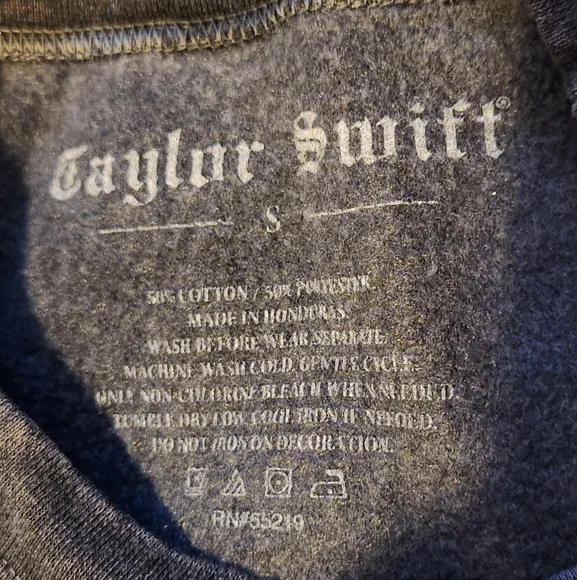 Taylor Swift®
S
50% COTTON / 50% POLYESTER
MADE IN HONDURAS.
WASH BEFORE WEAR SEPARATE.
MACHINE WASH COLD, GENTLE CYCLE.
ONLY NON-CHLORINE BLEACH WHEN NEEDED.
TUMBLE DRY LOW, COOL IRON IF NEEDED.
DO NOT IRON ON DECORATION.
RN#55219